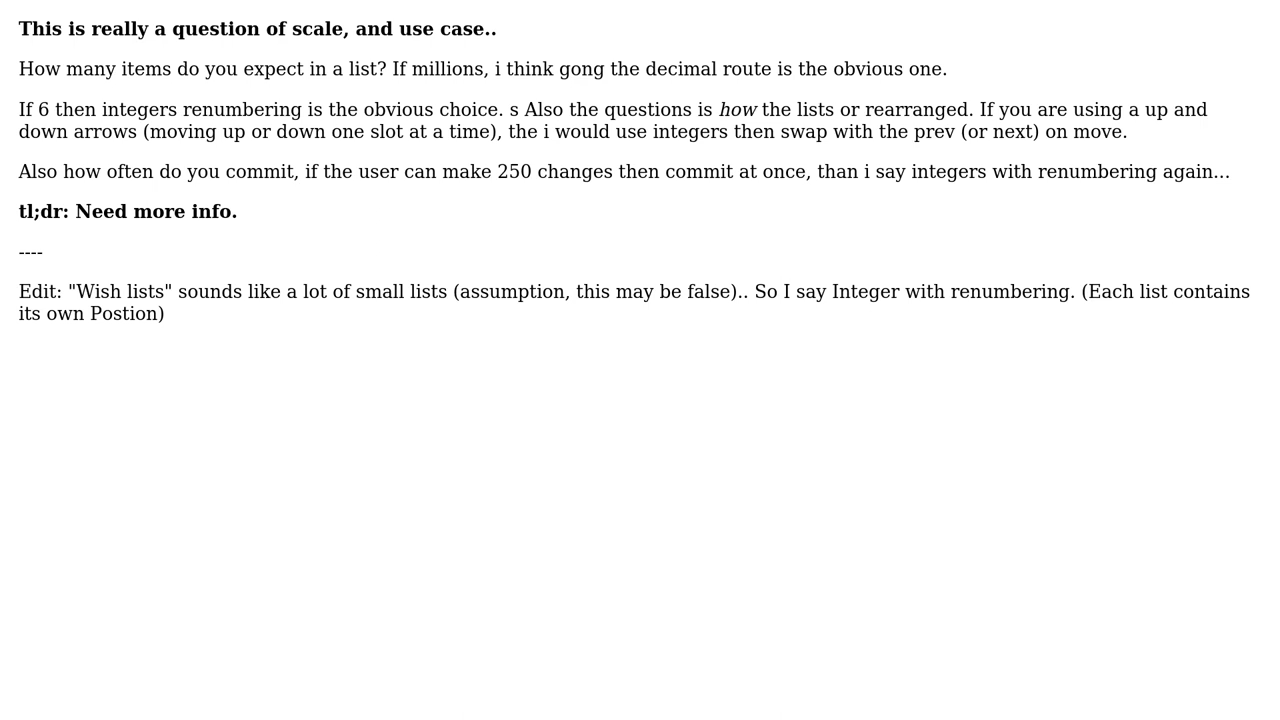 This is really a question of scale, and use case..
How many items do you expect in a list? If millions, i think gong the decimal route is the obvious one.
If 6 then integers renumbering is the obvious choice. s Also the questions is how the lists or rearranged. If you are using a up and
down arrows (moving up or down one slot at a time), the i would use integers then swap with the prev (or next) on move.
Also how often do you commit, if the user can make 250 changes then commit at once, than i say integers with renumbering again...
tl;dr: Need more info.
----
Edit: "Wish lists" sounds like a lot of small lists (assumption, this may be false).. So I say Integer with renumbering. (Each list contains
its own Postion)